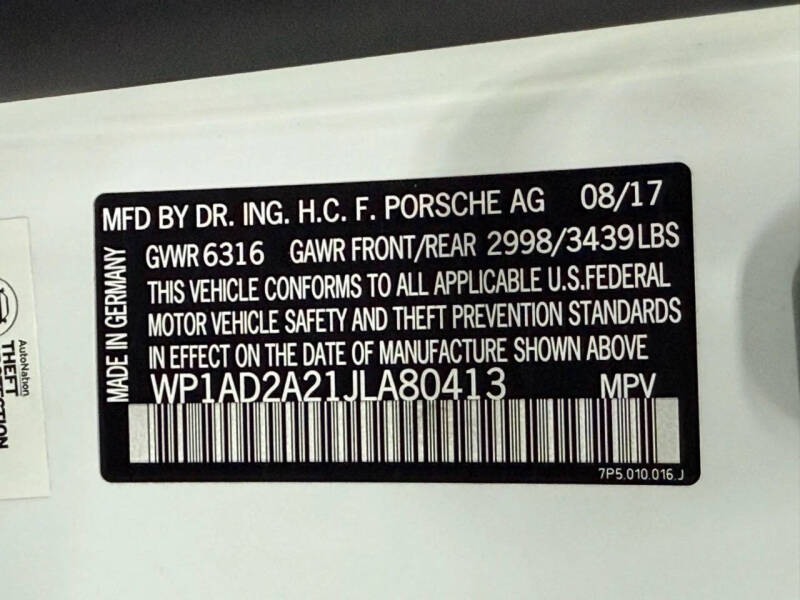 MFD BY DR. ING. H.C. F. PORSCHE AG 08/17
GVWR 6316 GAWR FRONT/REAR 2998/3439 LBS
THIS VEHICLE CONFORMS TO ALL APPLICABLE U.S.FEDERAL
MOTOR VEHICLE SAFETY AND THEFT PREVENTION STANDARDS
IN EFFECT ON THE DATE OF MANUFACTURE SHOWN ABOVE
WP1AD2A21JLA80413 MPV
7P5.010.016.J
MADE IN GERMANY
AutoNation
THEFT